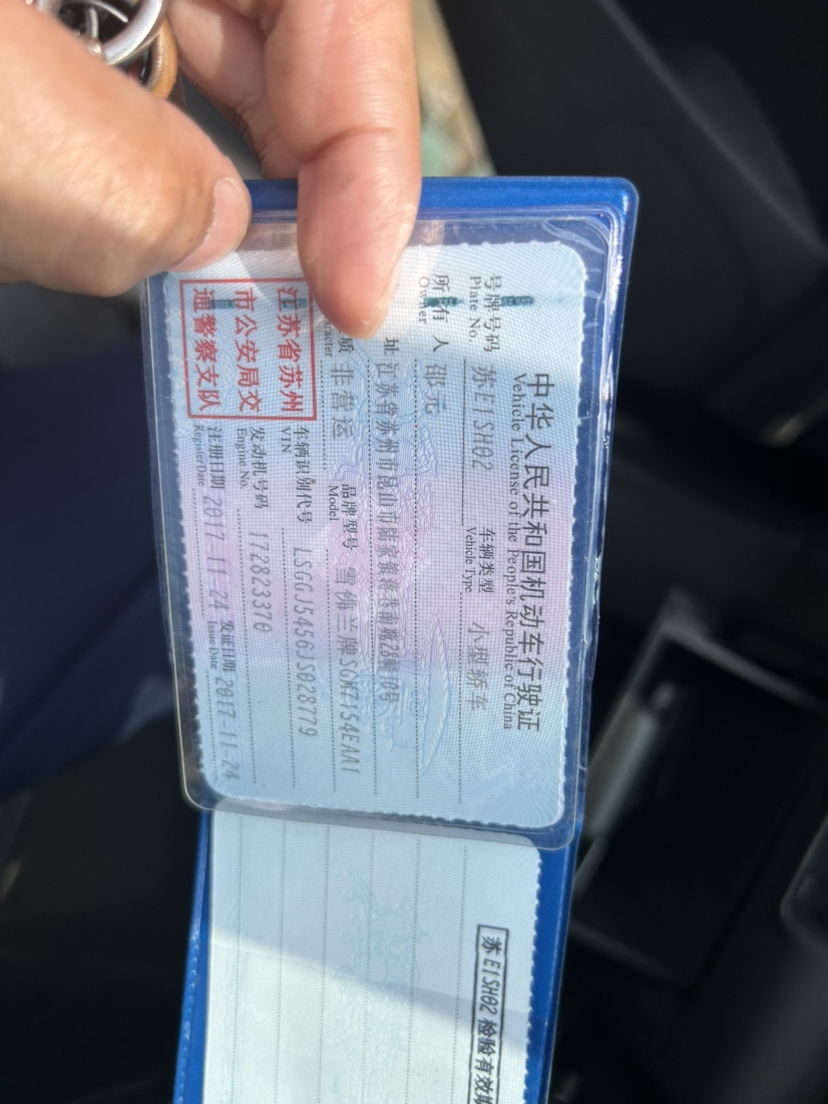 中华人民共和国机动车行驶证
Vehicle License of the People's Republic of China
号牌号码 苏E1SH02 车辆类型 小型轿车
Plate No. Vehicle Type
所有人 邵元
Owner
址 江苏省苏州市昆山市陆家镇
质 非营运 品牌型号 雪佛兰牌SGM7154EAA1
acter Model
江苏省苏州
市公安局交
通警察支队
车辆识别代号 LSGGJ5456JS028779
VIN
发动机号码 172823370
Engine No.
注册日期 2017-11-24 发证日期 2017-11-24
Register Date Issue Date
苏E1SH02 检验有效期